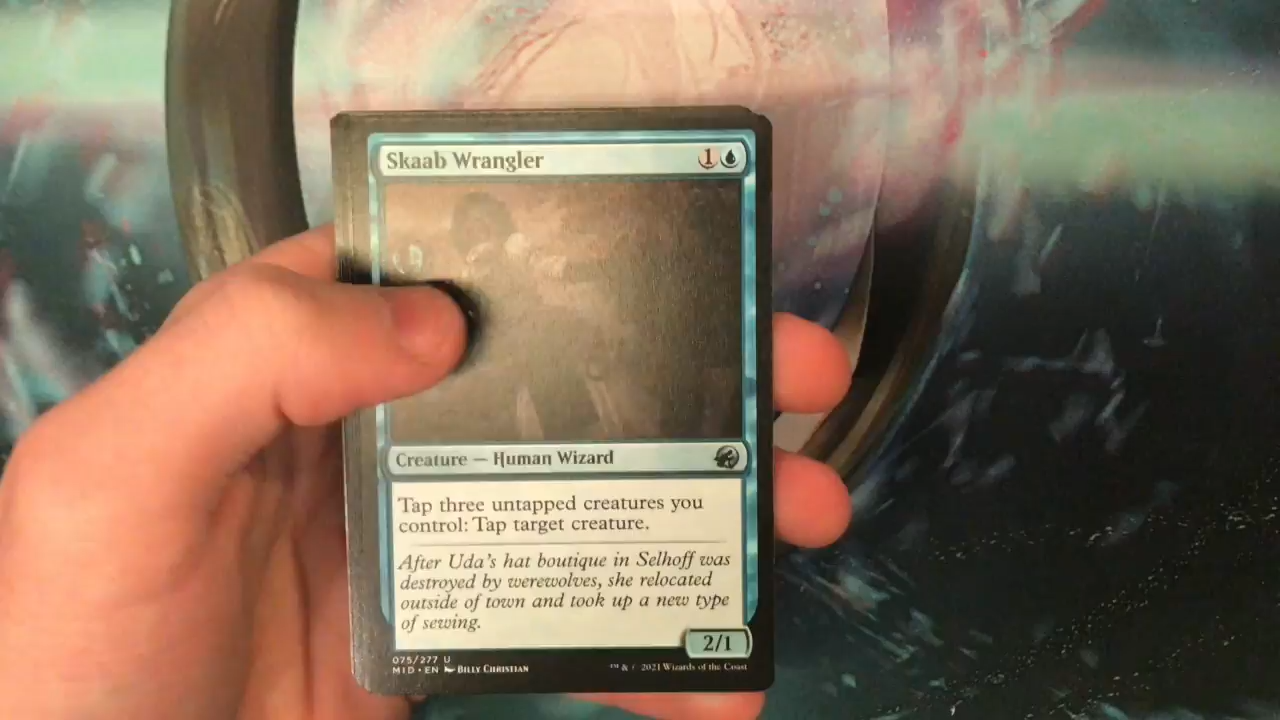 Skaab Wrangler 1
Creature — Human Wizard
Tap three untapped creatures you
control: Tap target creature.
After Uda's hat boutique in Selhoff was
destroyed by werewolves, she relocated
outside of town and took up a new type
of sewing.
2/1
075/277 U
MID • EN Billy Christian
™ & © 2021 Wizards of the Coast